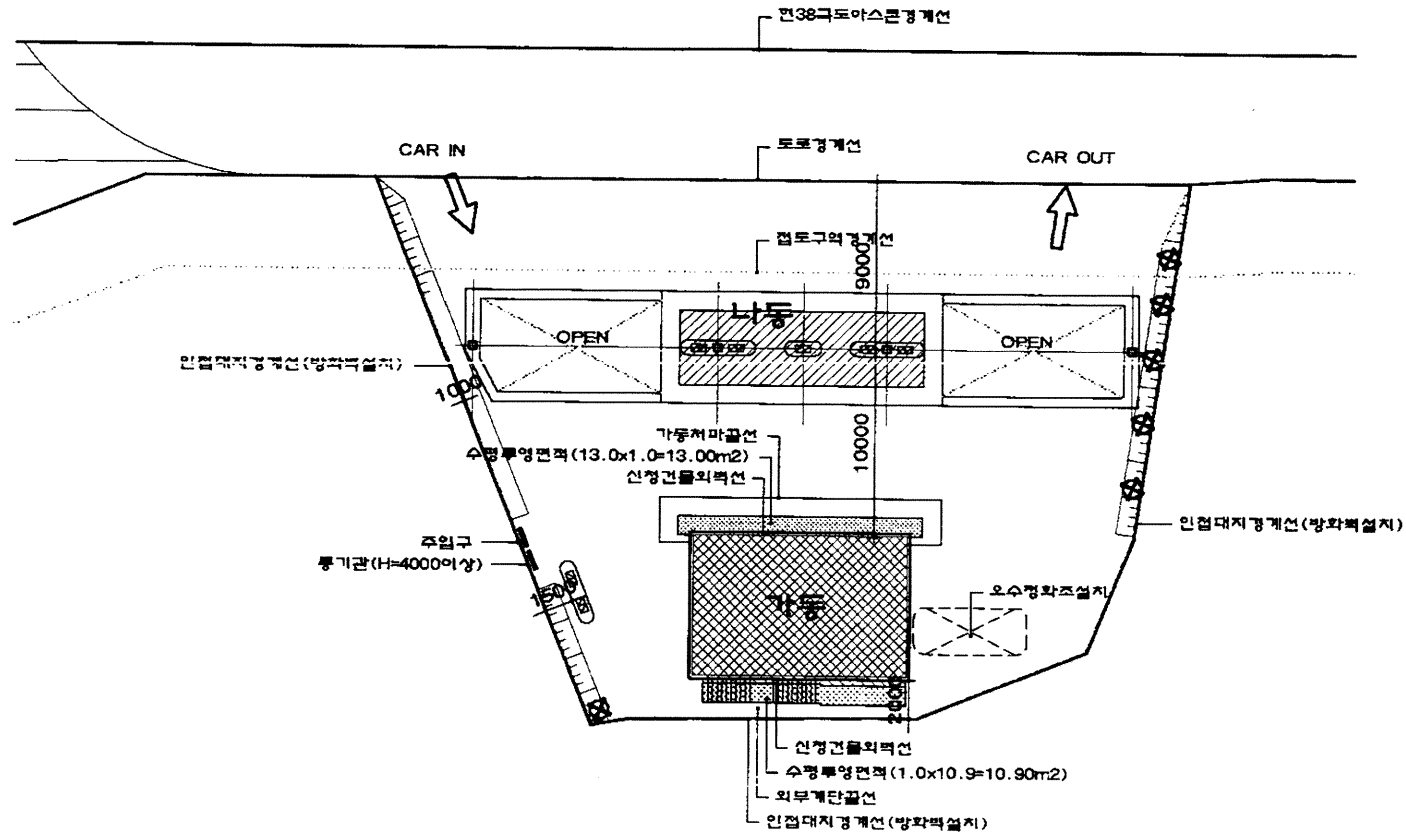 현38국도아스콘경계선
CAR IN
도로경계선
CAR OUT
접도구역경계선
9000
나동
OPEN
OPEN
인접대지경계선(방화벽설치)
1000
가동처마끝선
10000
수평투영면적(13.0x1.0=13.00m2)
신청건물외벽선
인접대지경계선(방화벽설치)
주입구
통기관(H=4000이상)
1500
가동
오수정화조설치
2000
신청건물외벽선
수평투영면적(1.0x10.9=10.90m2)
외부계단끝선
인접대지경계선(방화벽설치)